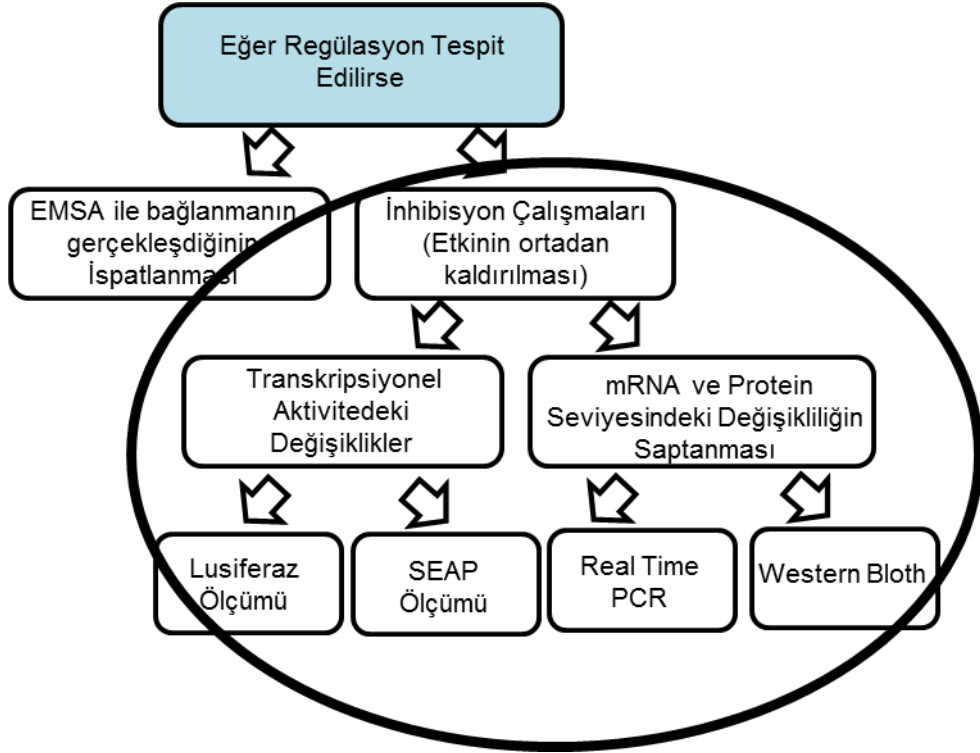 Eğer Regülasyon Tespit
Edilirse
EMSA ile bağlanmanın
gerçekleşdiğinin
İspatlanması
İnhibisyon Çalışmaları
(Etkinin ortadan
kaldırılması)
Transkripsiyonel
Aktivitedeki
Değişiklikler
mRNA ve Protein
Seviyesindeki Değişikliliğin
Saptanması
Lusiferaz
Ölçümü
SEAP
Ölçümü
Real Time
PCR
Western Bloth